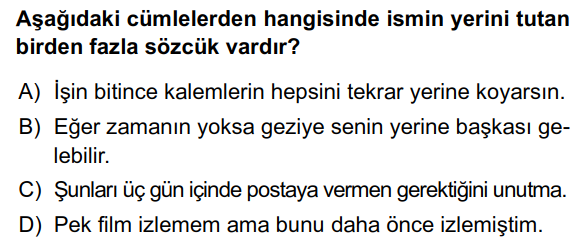 Aşağıdaki cümlelerden hangisinde ismin yerini tutan
birden fazla sözcük vardır?
A) İşin bitince kalemlerin hepsini tekrar yerine koyarsın.
B) Eğer zamanın yoksa geziye senin yerine başkası ge-
lebilir.
C) Şunları üç gün içinde postaya vermen gerektiğini unutma.
D) Pek film izlemem ama bunu daha önce izlemiştim.